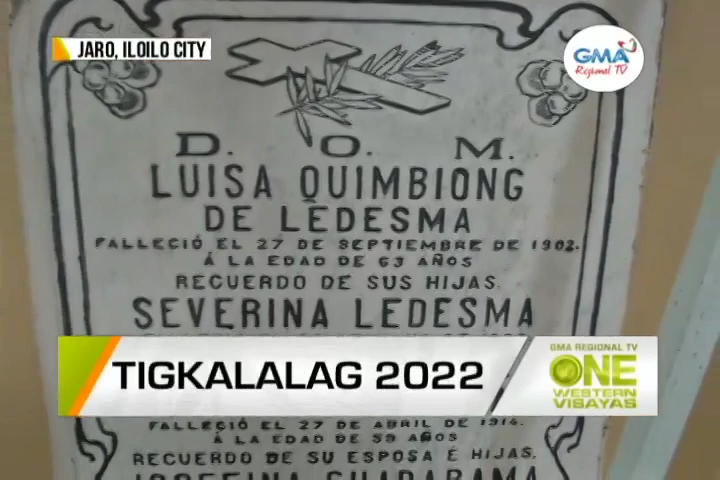 JARO, ILOILO CITY
GMA
Regional TV
D. O. M.
LUISA QUIMBIONG
DE LEDESMA
FALLECIÓ EL 27 DE SEPTIEMBRE DE 1902.
Á LA EDAD DE 63 AÑOS
RECUERDO DE SUS HIJAS.
SEVERINA LEDESMA
TIGKALALAG 2022
GMA REGIONAL TV
ONE
WESTERN
VISAYAS
FALLECIÓ EL 27 DE ABRIL DE 1914.
Á LA EDAD DE 59 AÑOS
RECUERDO DE SU ESPOSA É HIJAS.